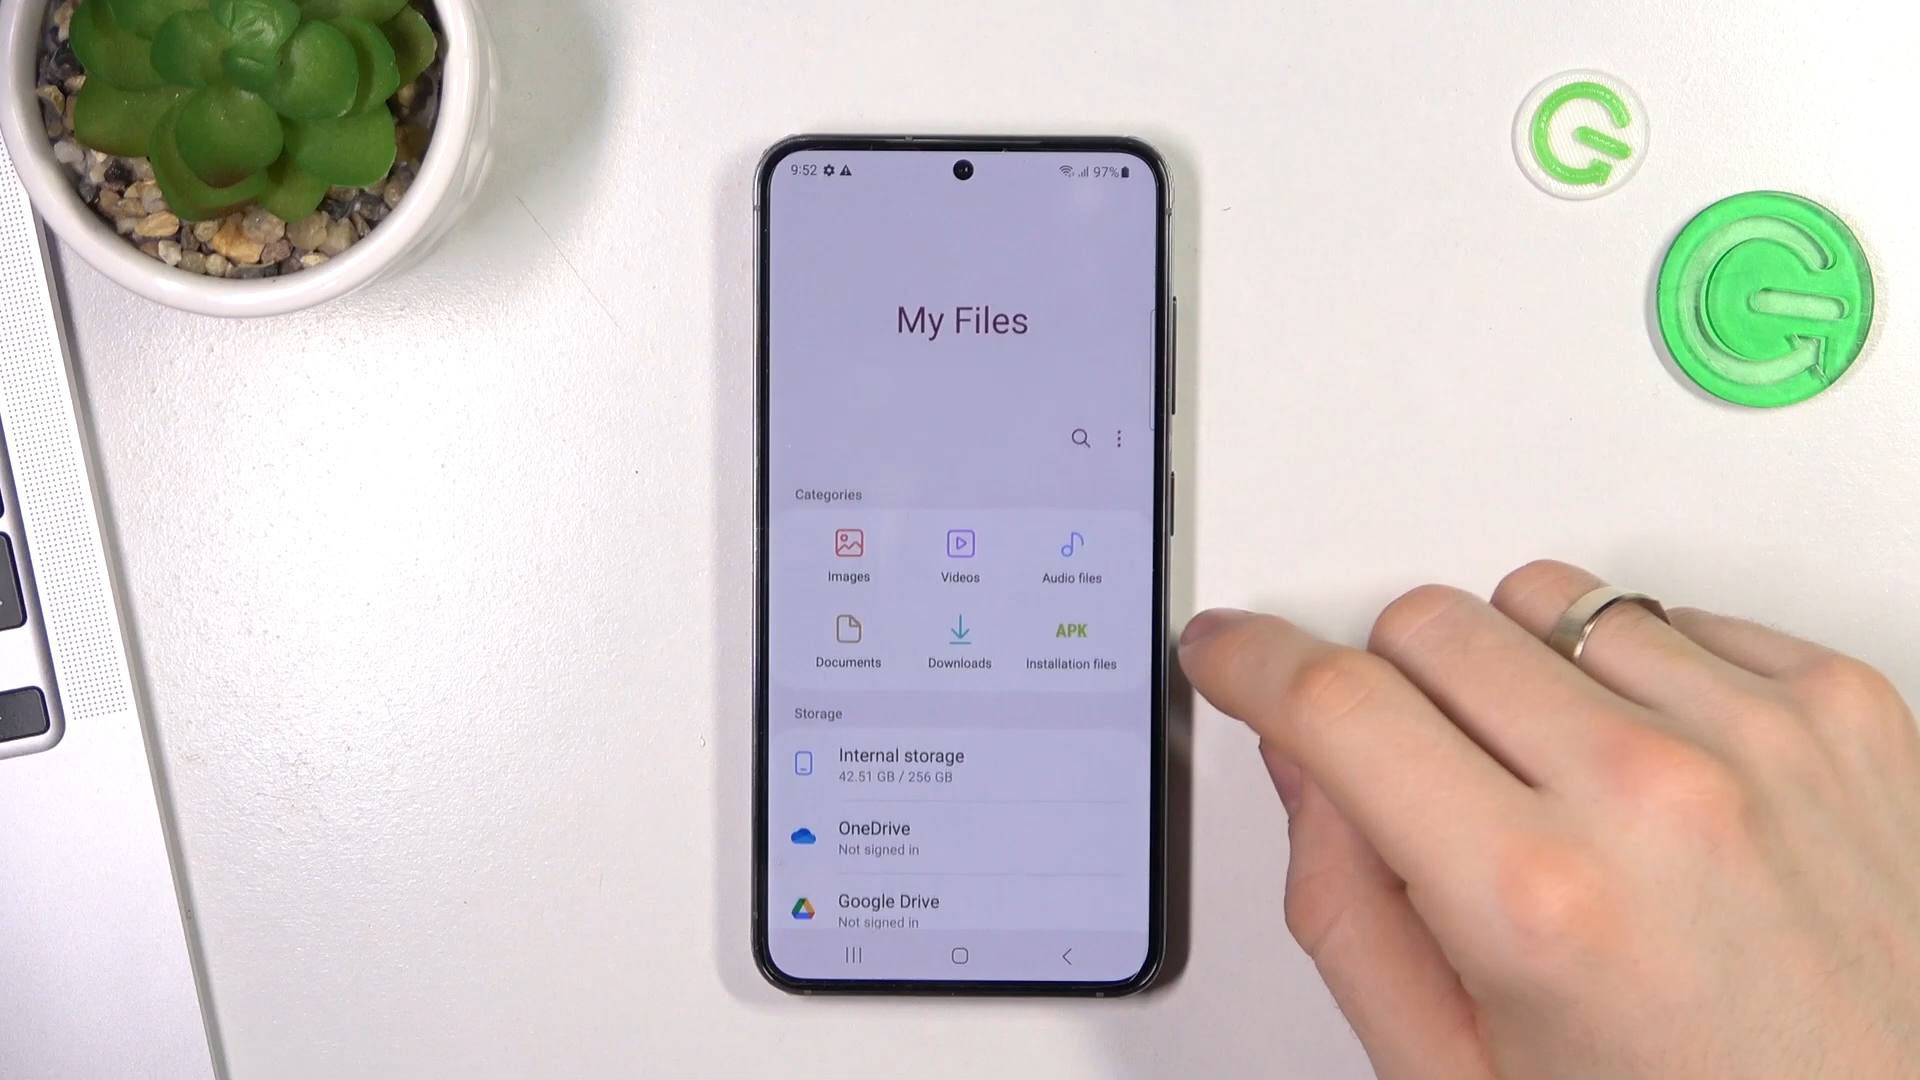 9:52
97%
My Files
Categories
Images
Videos
Audio files
Documents
Downloads
APK
Installation files
Storage
Internal storage
42.51 GB / 256 GB
OneDrive
Not signed in
Google Drive
Not signed in